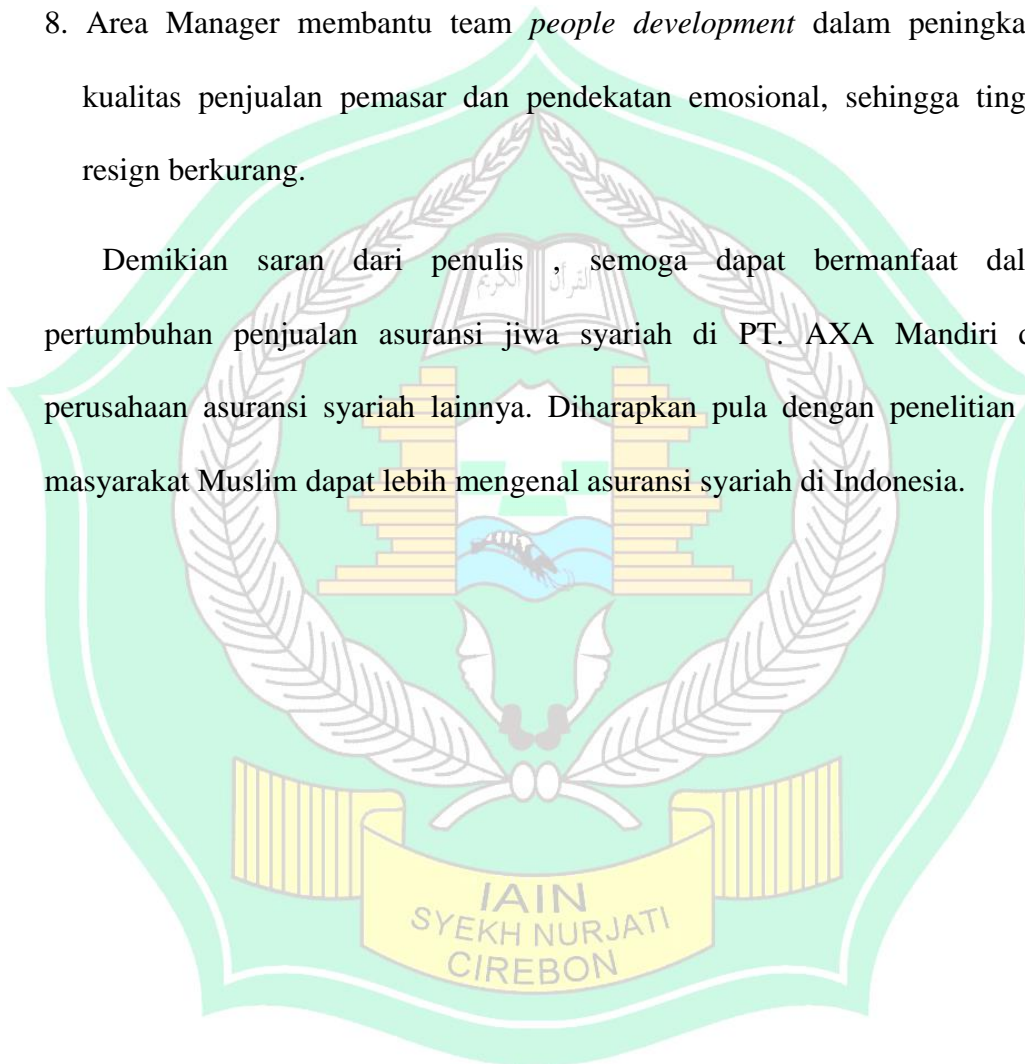 8. Area Manager membantu team people development dalam peningka
kualitas penjualan pemasar dan pendekatan emosional, sehingga ting
resign berkurang.
Demikian saran dari penulis , semoga dapat bermanfaat dal
pertumbuhan penjualan asuransi jiwa syariah di PT. AXA Mandiri d
perusahaan asuransi syariah lainnya. Diharapkan pula dengan penelitian
masyarakat Muslim dapat lebih mengenal asuransi syariah di Indonesia.
القرآن الكريم
IAIN
SYEKH NURJATI
CIREBON